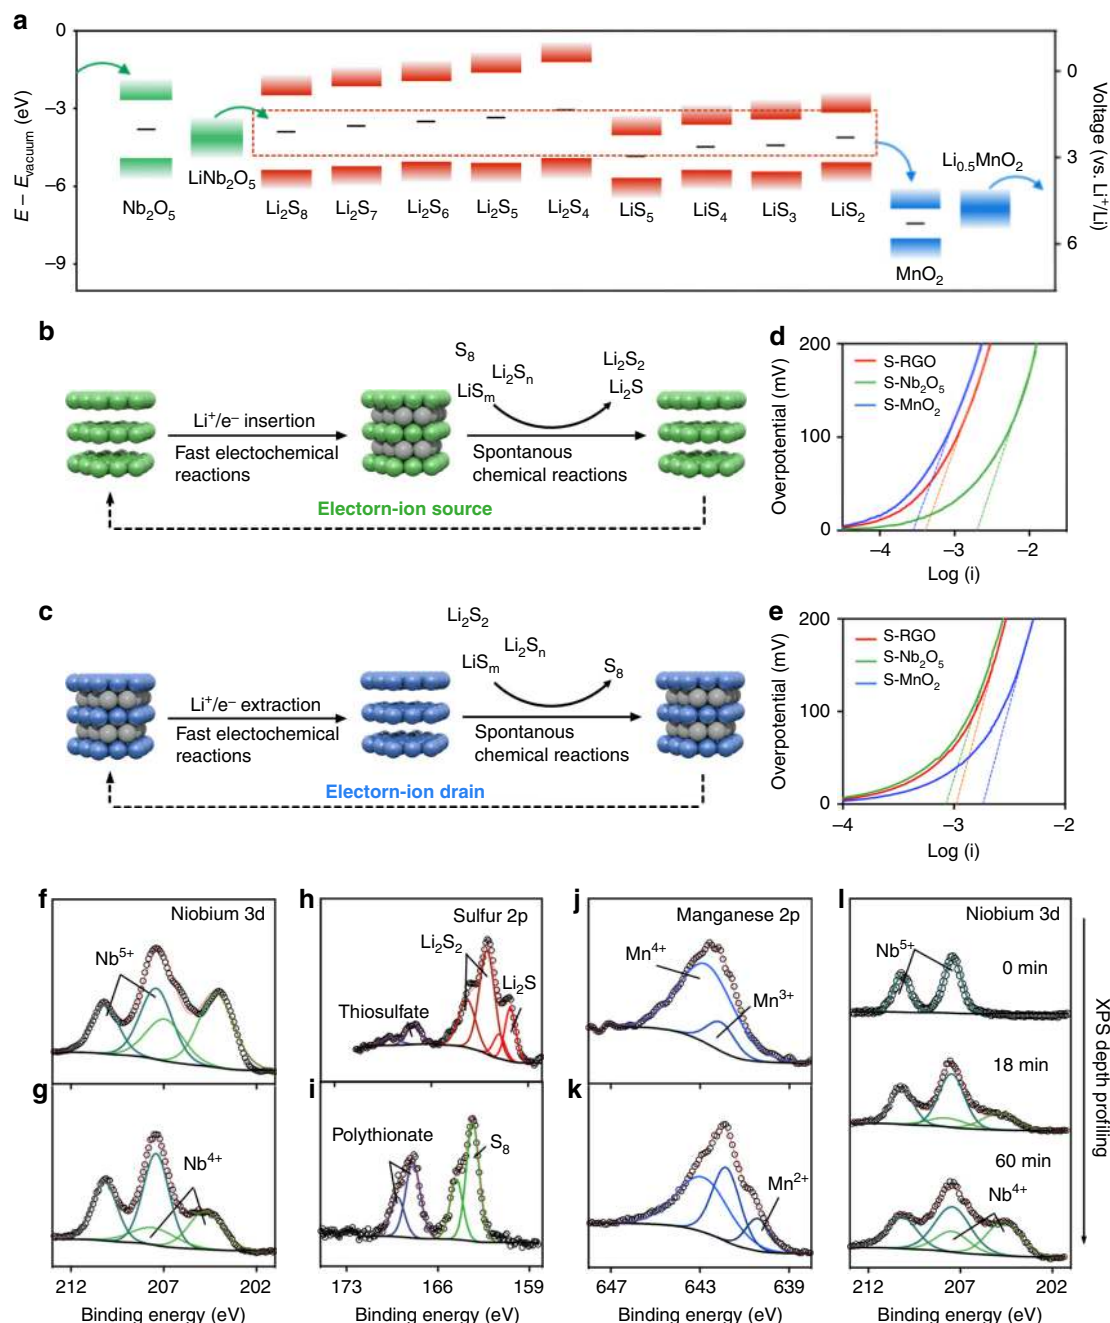 a
0
−3
−6
−9
E − Evacuum (eV)
0
3
6
Voltage (vs. Li+/Li)
Nb2O5
LiNb2O5
Li2S8
Li2S7
Li2S6
Li2S5
Li2S4
LiS5
LiS4
LiS3
LiS2
MnO2
Li0.5MnO2
b
Li+/e− insertion
Fast electochemical
reactions
S8
Li2Sn
LiSm
Li2S2
Li2S
Spontanous
chemical reactions
Electorn-ion source
d
200
100
0
Overpotential (mV)
S-RGO
S-Nb2O5
S-MnO2
−4
−3
−2
Log (i)
c
Li+/e− extraction
Fast electochemical
reactions
Li2S2
Li2Sn
LiSm
S8
Spontanous
chemical reactions
Electorn-ion drain
e
200
100
0
Overpotential (mV)
S-RGO
S-Nb2O5
S-MnO2
−4
−3
−2
Log (i)
f
Niobium 3d
Nb5+
g
Nb4+
212
207
202
Binding energy (eV)
h
Sulfur 2p
Li2S2
Li2S
Thiosulfate
i
Polythionate
S8
173
166
159
Binding energy (eV)
j
Manganese 2p
Mn4+
Mn3+
k
Mn2+
647
643
639
Binding energy (eV)
l
Niobium 3d
Nb5+
0 min
18 min
60 min
Nb4+
212
207
202
Binding energy (eV)
XPS depth profiling